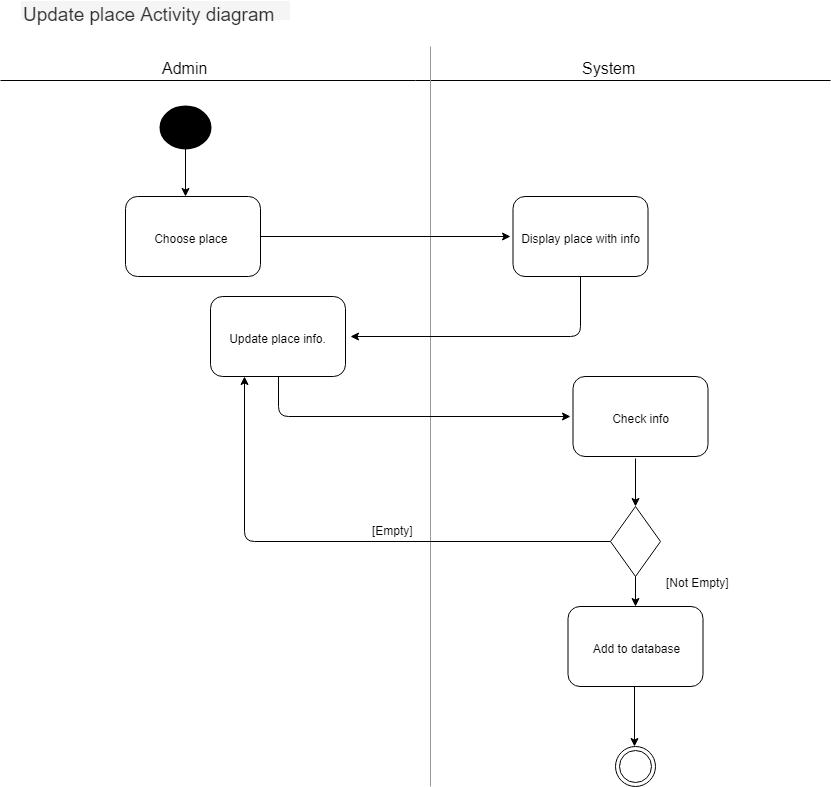 Update place Activity diagram
Admin
System
Choose place
Display place with info
Update place info.
Check info
[Empty]
[Not Empty]
Add to database